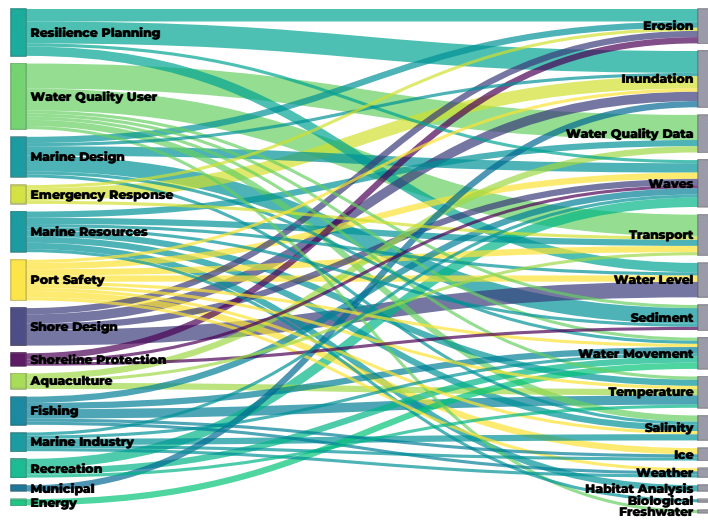 Resilience Planning
Water Quality User
Marine Design
Emergency Response
Marine Resources
Port Safety
Shore Design
Shoreline Protection
Aquaculture
Fishing
Marine Industry
Recreation
Municipal
Energy
Erosion
Inundation
Water Quality Data
Waves
Transport
Water Level
Sediment
Water Movement
Temperature
Salinity
Ice
Weather
Habitat Analysis
Biological
Freshwater